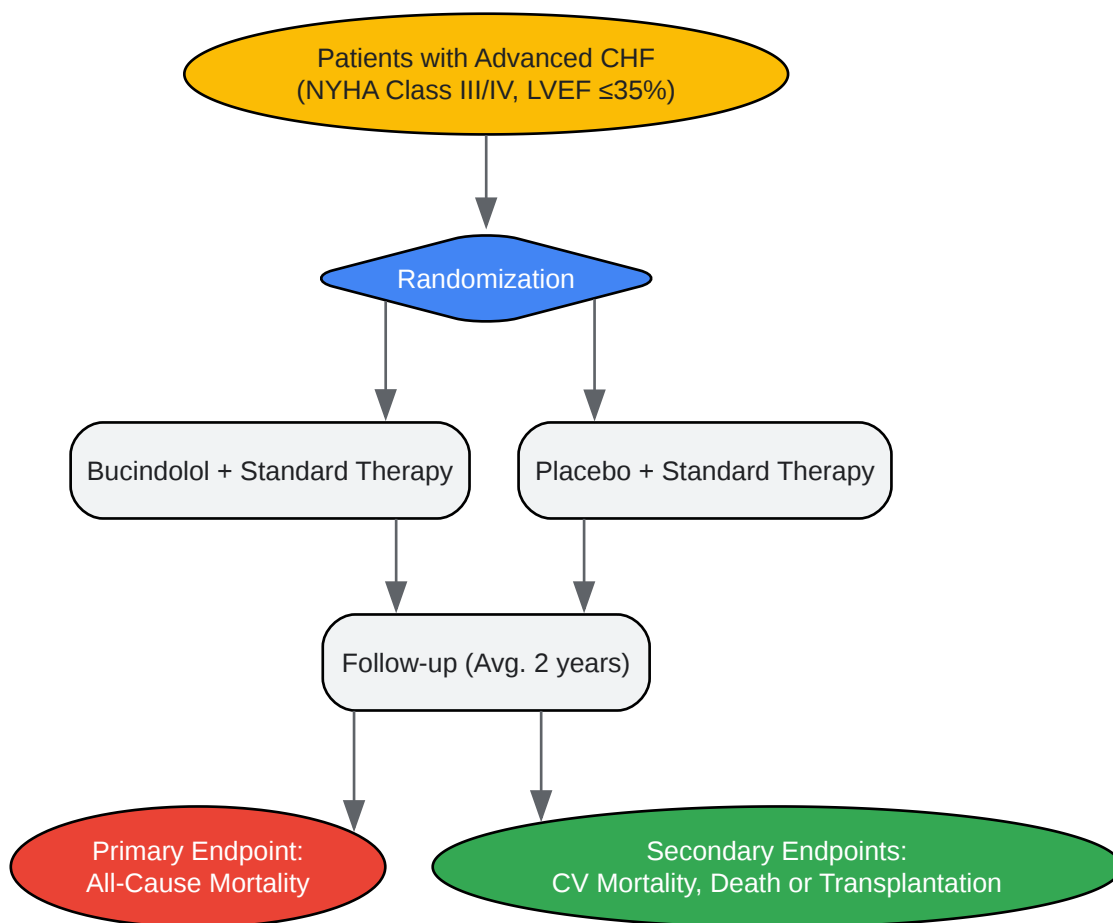 Patients with Advanced CHF
(NYHA Class III/IV, LVEF ≤35%)
Randomization
Bucindolol + Standard Therapy
Placebo + Standard Therapy
Follow-up (Avg. 2 years)
Primary Endpoint:
All-Cause Mortality
Secondary Endpoints:
CV Mortality, Death or Transplantation